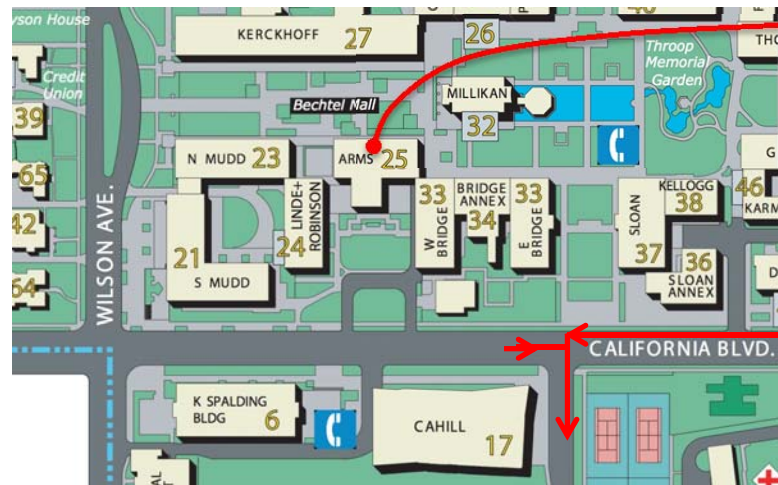 KERCKHOFF 27
26
THO
Throop
Memorial
Garden
Credit
Union
MILLIKAN
32
Bechtel Mall
39
N MUDD 23
ARMS 25
65
LINDE+
ROBINSON
24
33
W
BRIDGE
BRIDGE
ANNEX
34
33
E
BRIDGE
SLOAN
37
KELLOGG
38
46
G
KARM
42
21
S MUDD
36
SLOAN
ANNEX
D
64
WILSON AVE.
CALIFORNIA BLVD.
K SPALDING
BLDG 6
CAHILL 17